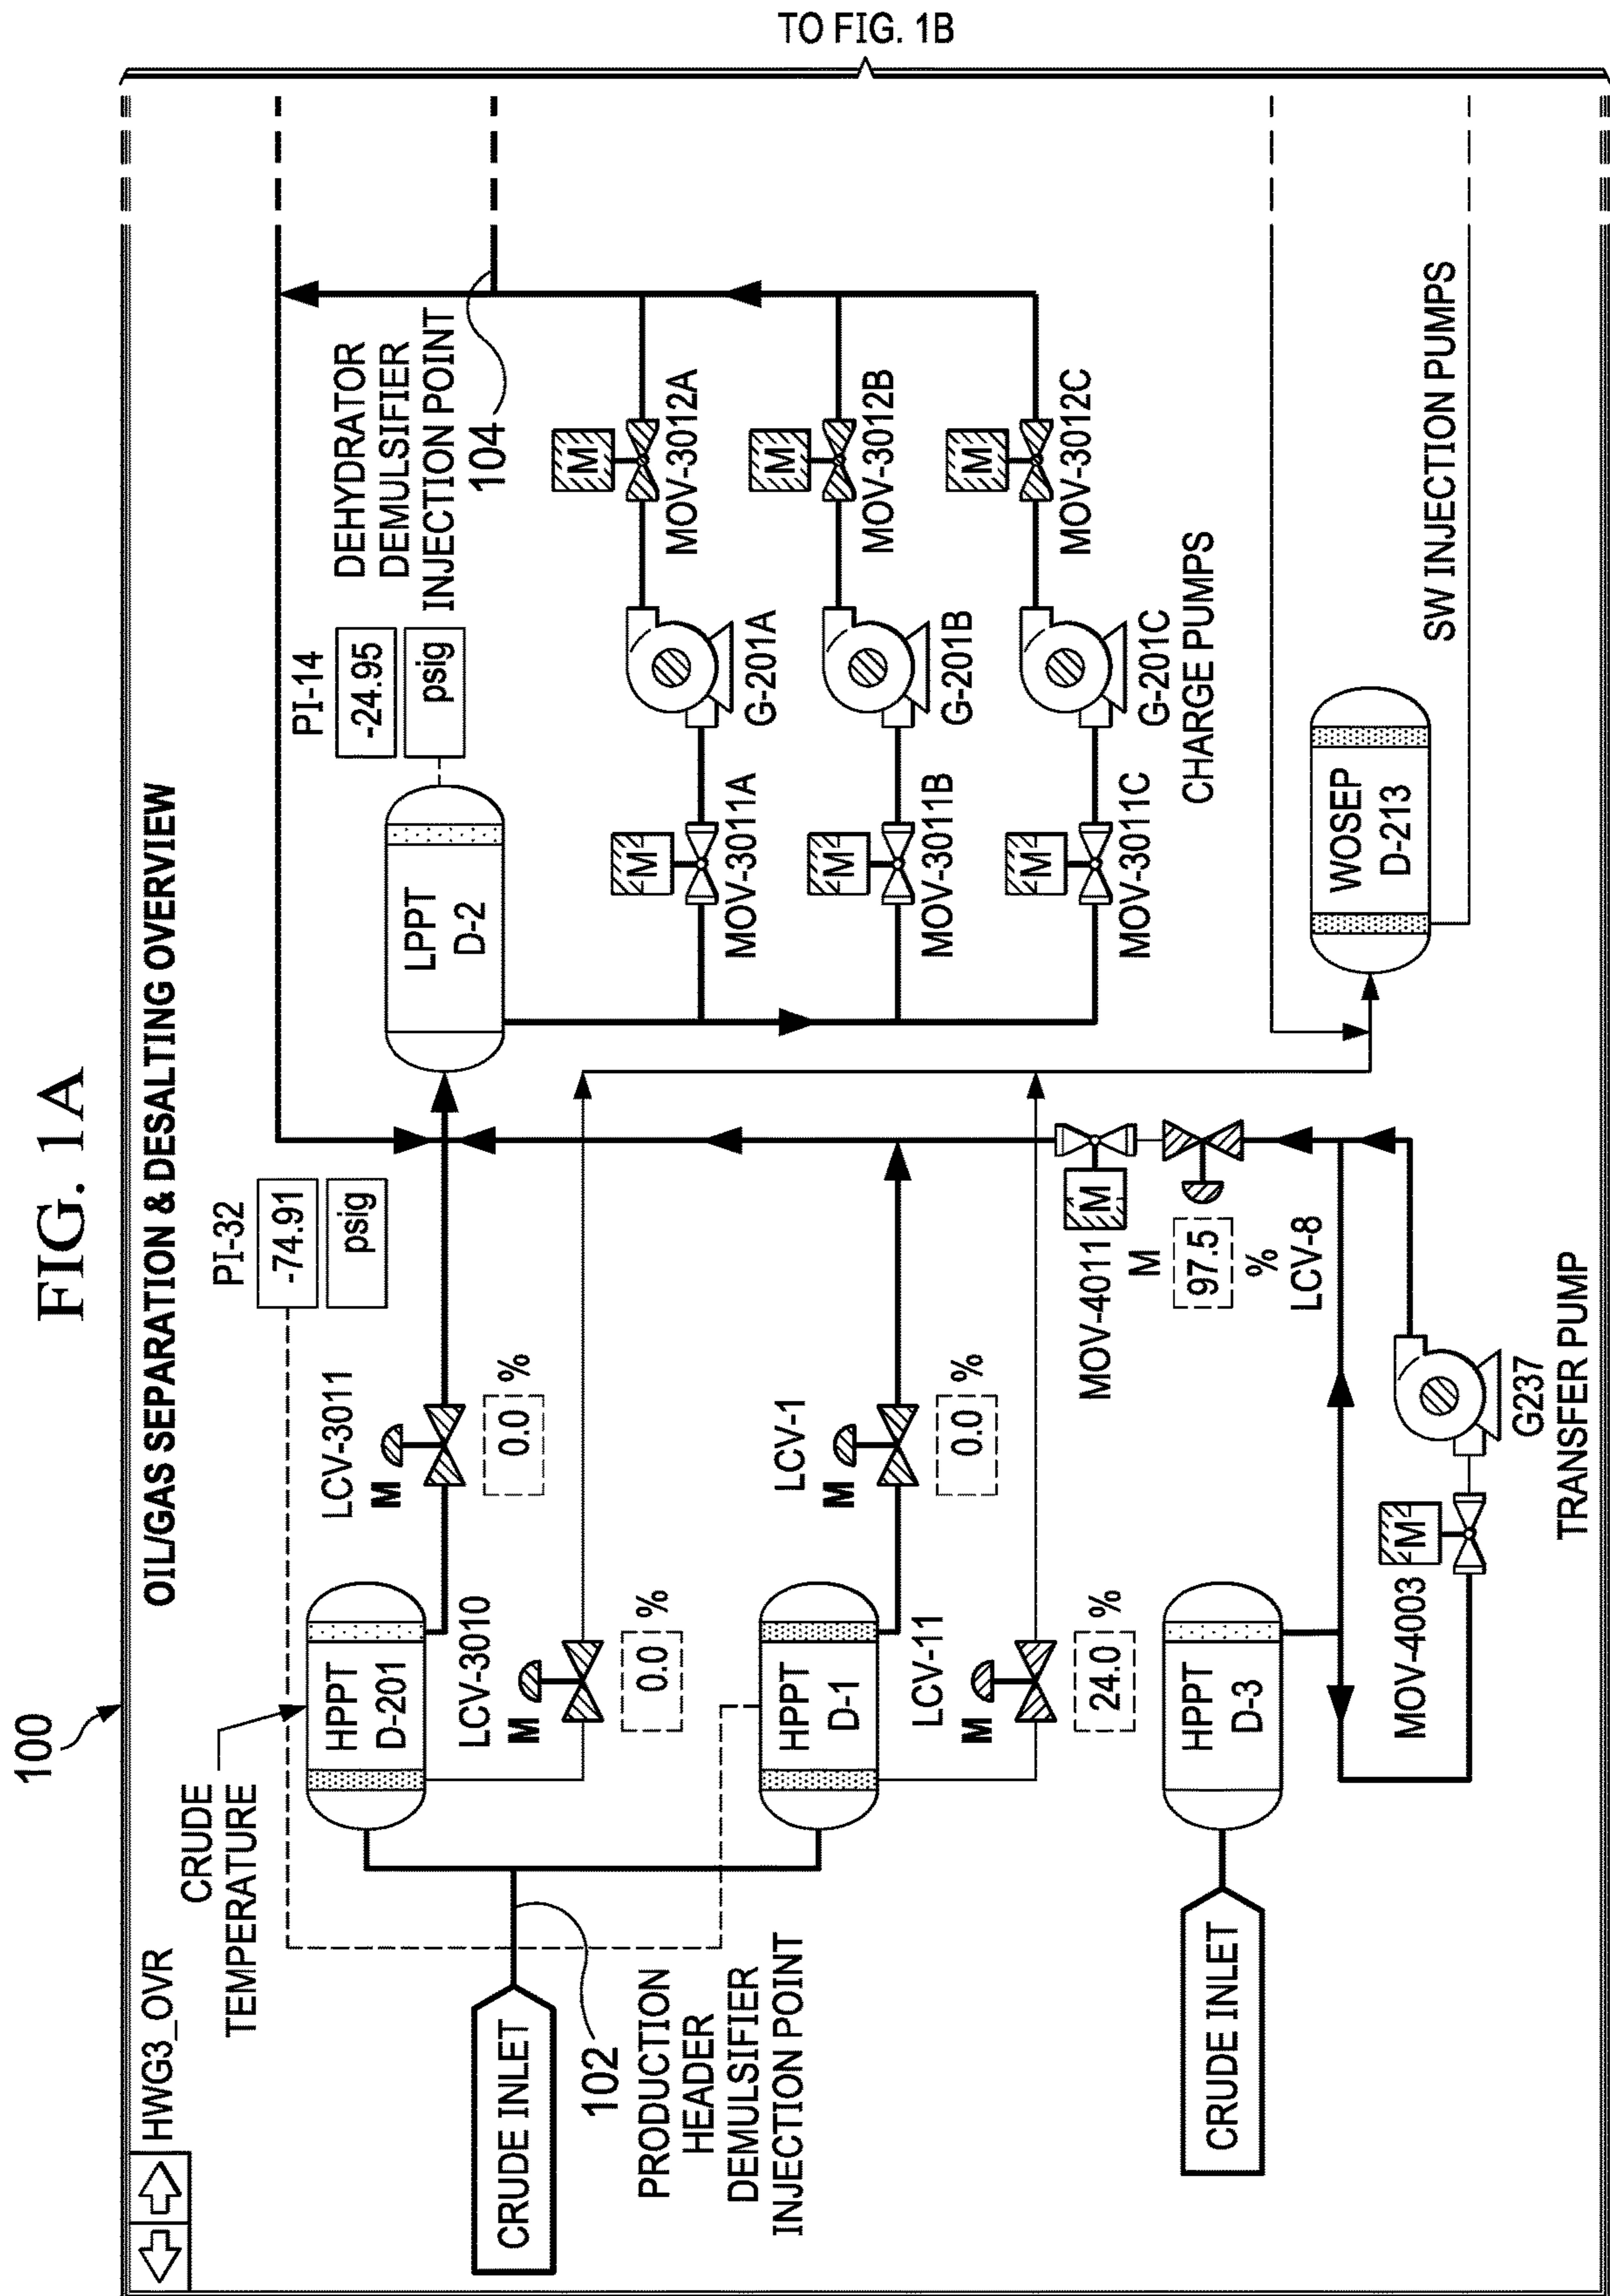 FIG. 1A
100
HWG3_OVR
OIL/GAS SEPARATION & DESALTING OVERVIEW
TO FIG. 1B
CRUDE
TEMPERATURE
PI-32
-74.91
psig
PI-14
-24.95
psig
DEHYDRATOR
DEMULSIFIER
INJECTION POINT
104
HPPT
D-201
LCV-3011
M
0.0 %
LPPT
D-2
CRUDE INLET
102
PRODUCTION
HEADER
DEMULSIFIER
INJECTION POINT
LCV-3010
M
0.0 %
M
MOV-3011A
G-201A
M
MOV-3012A
HPPT
D-1
LCV-1
M
0.0 %
M
MOV-3011B
G-201B
M
MOV-3012B
LCV-11
M
24.0 %
M
MOV-3011C
G-201C
M
MOV-3012C
CHARGE PUMPS
M
MOV-4011
M
97.5
%
LCV-8
CRUDE INLET
HPPT
D-3
M
MOV-4003
G237
TRANSFER PUMP
WOSEP
D-213
SW INJECTION PUMPS